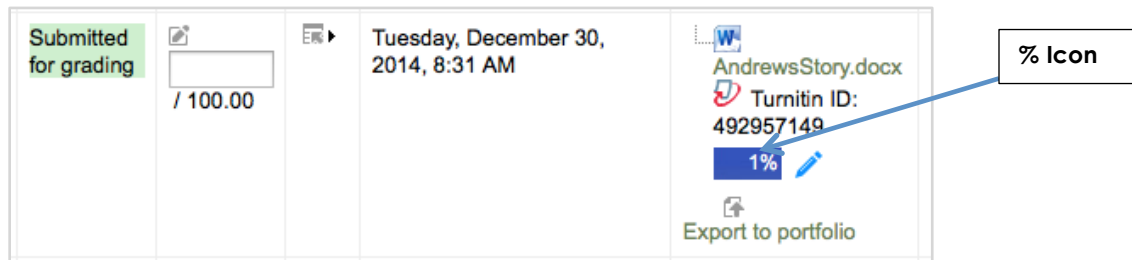 Submitted
for grading
/ 100.00
Tuesday, December 30,
2014, 8:31 AM
W
AndrewsStory.docx
Turnitin ID:
492957149
1%
Export to portfolio
% Icon